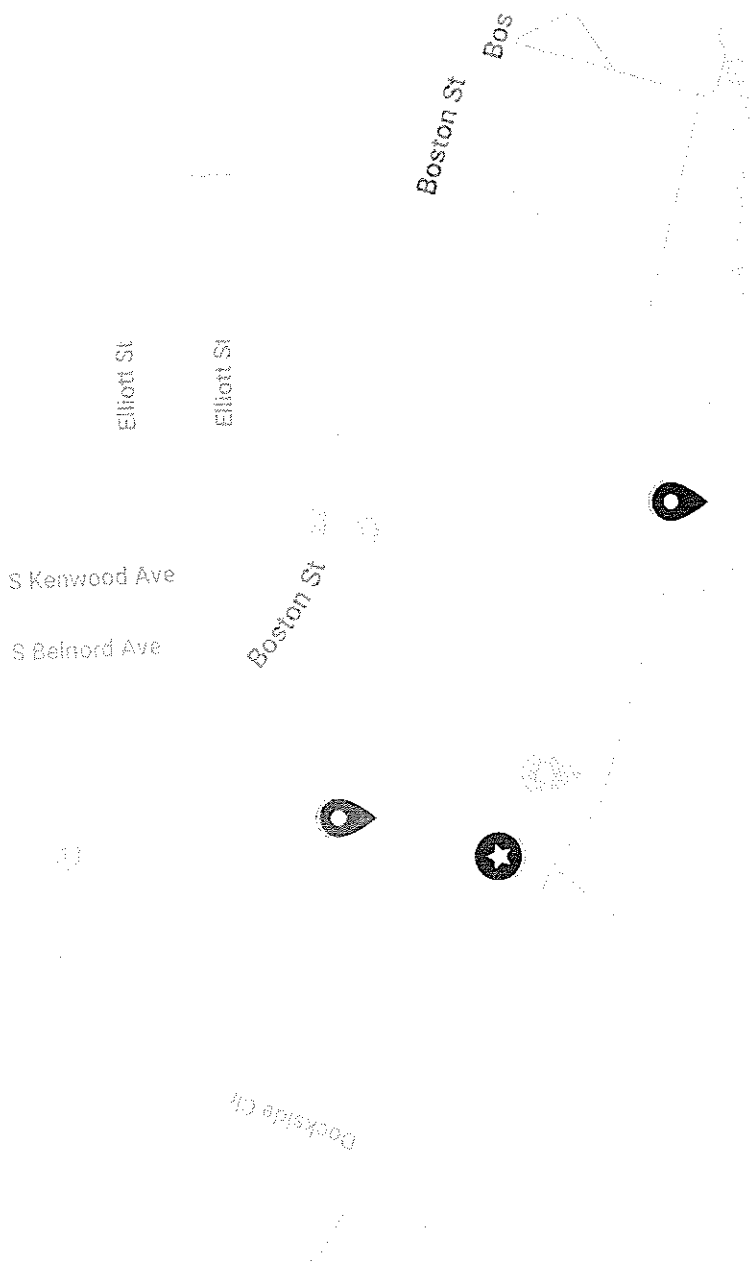 Bos
Boston St
Elliott St
Elliott St
S Kenwood Ave
Boston St
S Belnord Ave
Dockside Cir